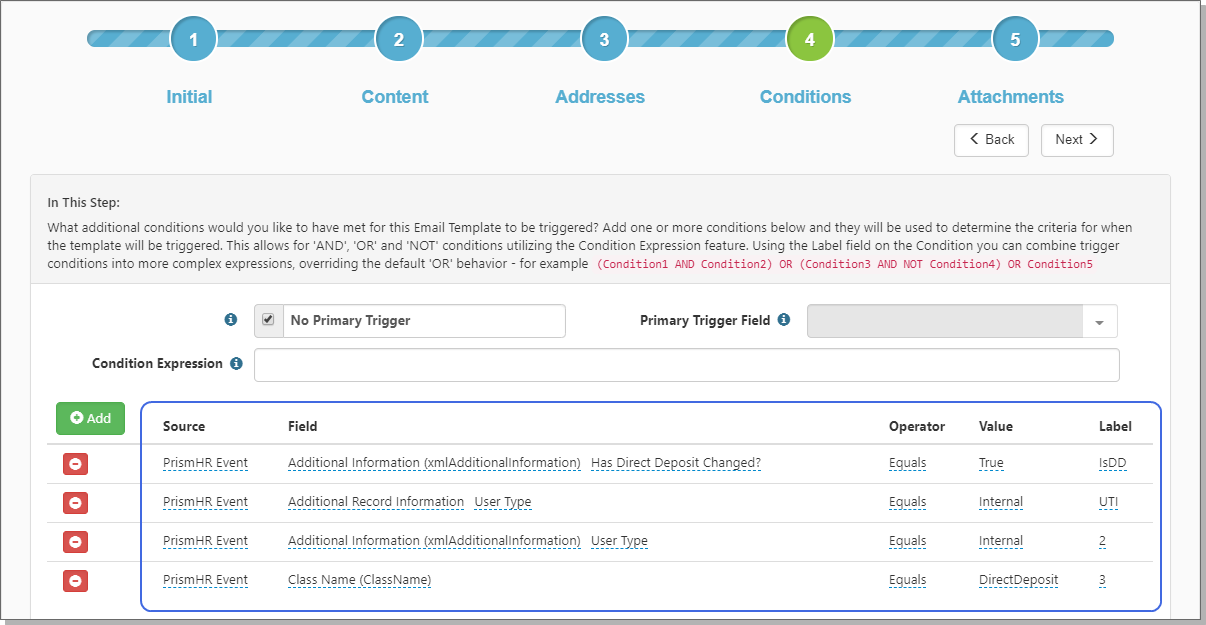 1 2 3 4 5
Initial Content Addresses Conditions Attachments
Back Next
In This Step:
What additional conditions would you like to have met for this Email Template to be triggered? Add one or more conditions below and they will be used to determine the criteria for when
the template will be triggered. This allows for 'AND', 'OR' and 'NOT' conditions utilizing the Condition Expression feature. Using the Label field on the Condition you can combine trigger
conditions into more complex expressions, overriding the default 'OR' behavior - for example (Condition1 AND Condition2) OR (Condition3 AND NOT Condition4) OR Condition5
No Primary Trigger Primary Trigger Field
Condition Expression
Add
Source Field Operator Value Label
PrismHR Event Additional Information (xmlAdditionalInformation) Has Direct Deposit Changed? Equals True IsDD
PrismHR Event Additional Record Information User Type Equals Internal UTI
PrismHR Event Additional Information (xmlAdditionalInformation) User Type Equals Internal 2
PrismHR Event Class Name (ClassName) Equals DirectDeposit 3